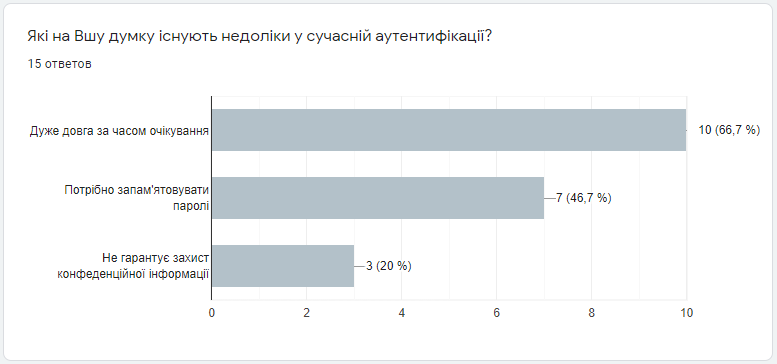 Які на Вшу думку існують недоліки у сучасній аутентифікації?
15 ответов
Дуже довга за часом очікування
10 (66,7 %)
Потрібно запам'ятовувати
паролі
7 (46,7 %)
Не гарантує захист
конфеденційної інформації
3 (20 %)
0 2 4 6 8 10